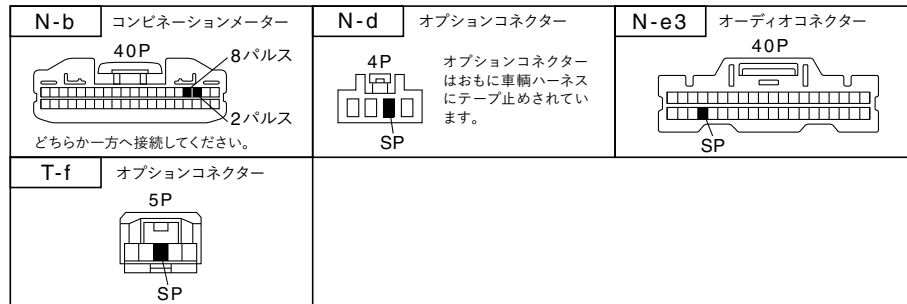 N-b コンビネーションメーター
40P
8パルス
2パルス
どちらか一方へ接続してください。
N-d オプションコネクター
4P
SP
オプションコネクター
はおもに車輌ハーネス
にテープ止めされてい
ます。
N-e3 オーディオコネクター
40P
SP
T-f オプションコネクター
5P
SP